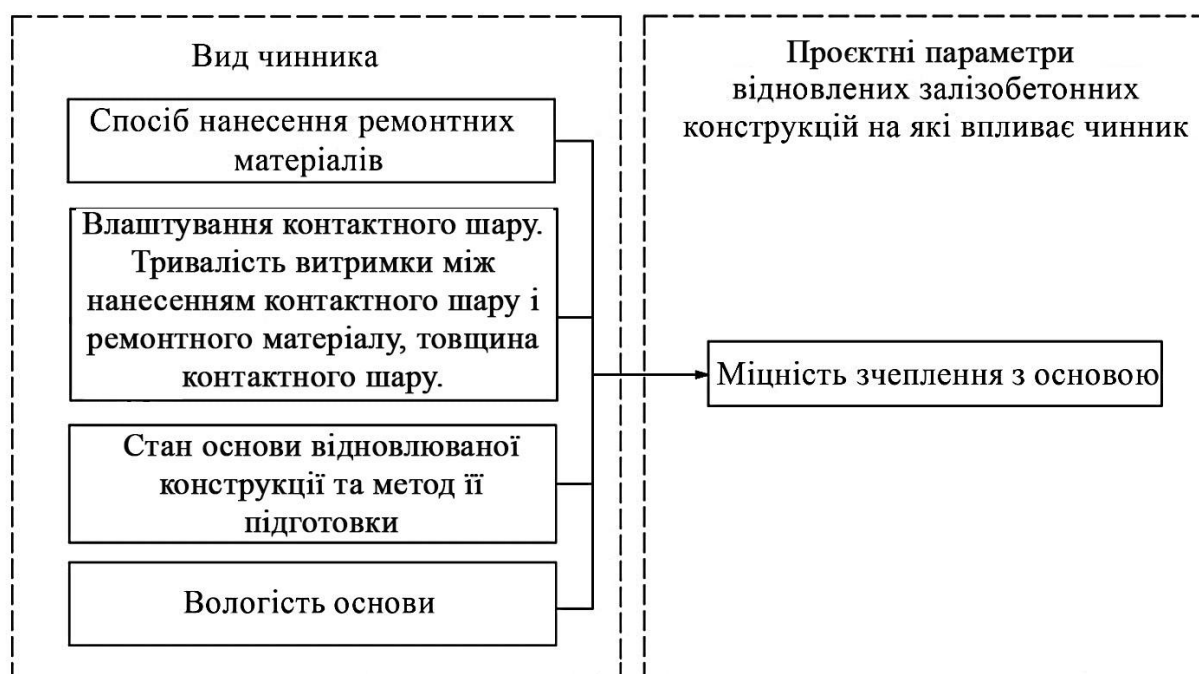 Вид чинника
Спосіб нанесення ремонтних
матеріалів
Влаштування контактного шару.
Тривалість витримки між
нанесенням контактного шару і
ремонтного матеріалу, товщина
контактного шару.
Стан основи відновлюваної
конструкції та метод її
підготовки
Вологість основи
Проєктні параметри
відновлених залізобетонних
конструкцій на які впливає чинник
Міцність зчеплення з основою